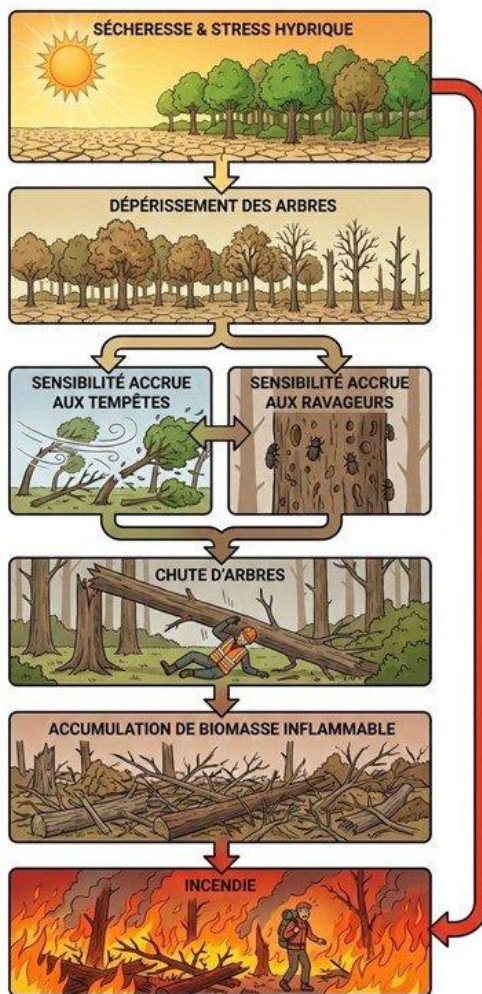 SÉCHERESSE & STRESS HYDRIQUE
DÉPÉRISSEMENT DES ARBRES
SENSIBILITÉ ACCRUE
AUX TEMPÊTES
SENSIBILITÉ ACCRUE
AUX RAVAGEURS
CHUTE D'ARBRES
ACCUMULATION DE BIOMASSE INFLAMMABLE
INCENDIE